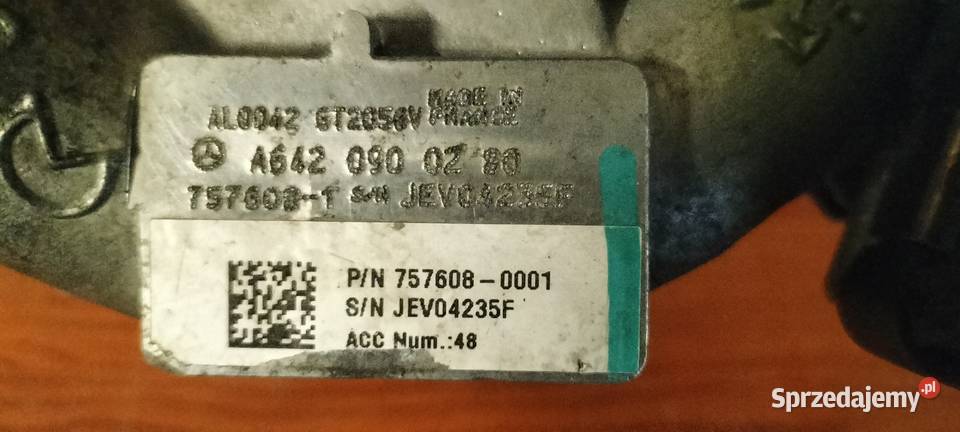 AL0042 GT2056V MADE IN FRANCE
A642 090 02 80
757608-1 S/N JEV04235F
P/N 757608-0001
S/N JEV04235F
ACC Num.:48
Sprzedajemy.pl